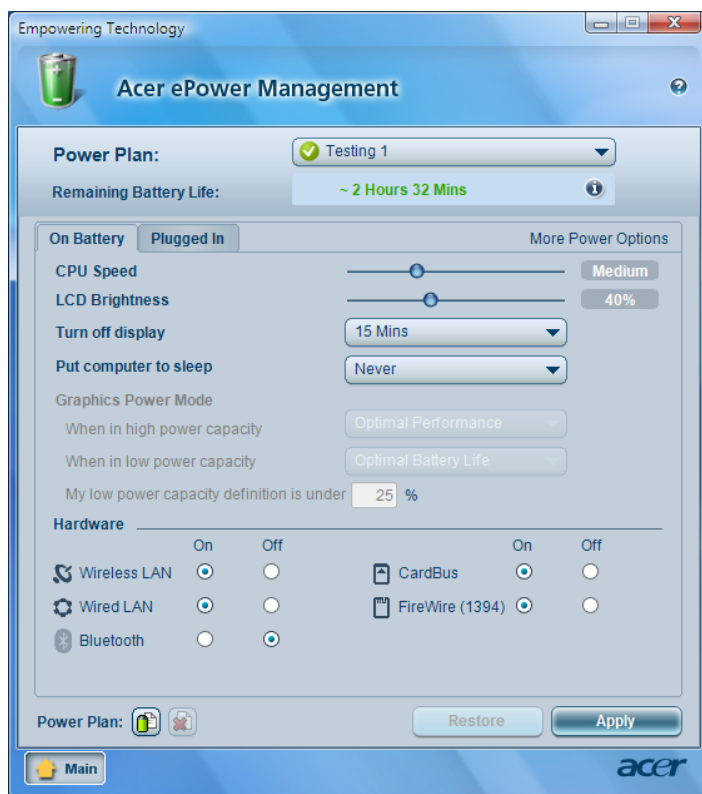 Empowering Technology
Acer ePower Management
Power Plan: Testing 1
Remaining Battery Life: ~ 2 Hours 32 Mins
On Battery Plugged In More Power Options
CPU Speed Medium
LCD Brightness 40%
Turn off display 15 Mins
Put computer to sleep Never
Graphics Power Mode
When in high power capacity Optimal Performance
When in low power capacity Optimal Battery Life
My low power capacity definition is under 25 %
Hardware
On Off On Off
Wireless LAN CardBus
Wired LAN FireWire (1394)
Bluetooth
Power Plan: Restore Apply
Main acer